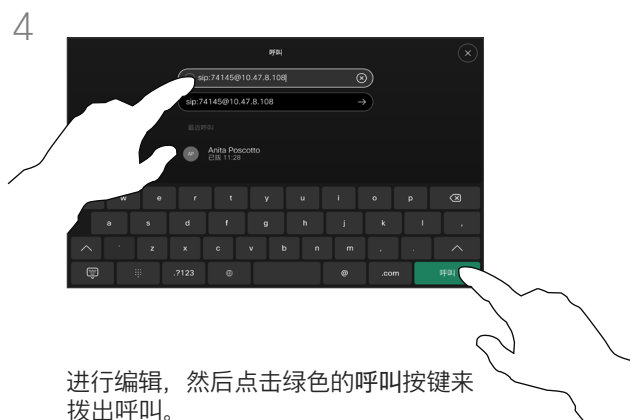 4
呼叫
sip:74145@10.47.8.108
sip:74145@10.47.8.108
最近呼叫
AP Anita Poscotto
已拨 11:28
w e r t y u i o p
a s d f g h j k l ,
' z x c v b n m , .
.?123 @ .com 呼叫
进行编辑，然后点击绿色的呼叫按键来
拨出呼叫。